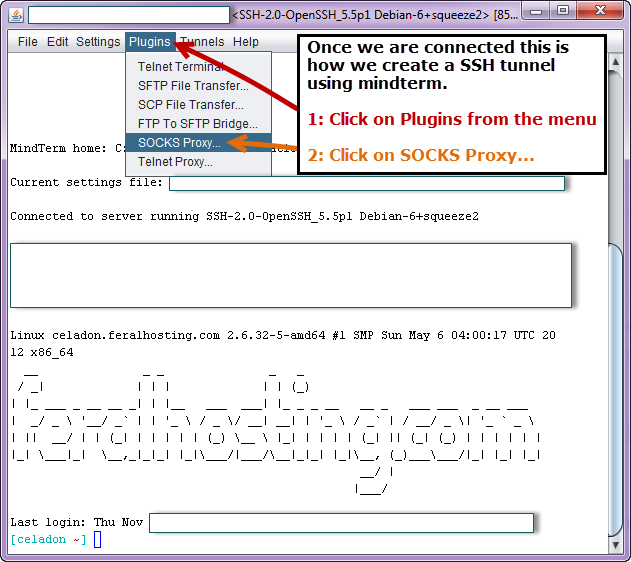 <SSH-2.0-OpenSSH_5.5p1 Debian-6+squeeze2> [85...
File Edit Settings Plugins Tunnels Help
Once we are connected this is
how we create a SSH tunnel
using mindterm.
1: Click on Plugins from the menu
2: Click on SOCKS Proxy...
Telnet Terminal...
SFTP File Transfer...
SCP File Transfer...
FTP To SFTP Bridge...
SOCKS Proxy...
Telnet Proxy...
MindTerm home:
Current settings file:
Connected to server running SSH-2.0-OpenSSH_5.5p1 Debian-6+squeeze2
Linux celadon.feralhosting.com 2.6.32-5-amd64 #1 SMP Sun May 6 04:00:17 UTC 20
12 x86_64
feralhosting.com
Last login: Thu Nov
[celadon ~]